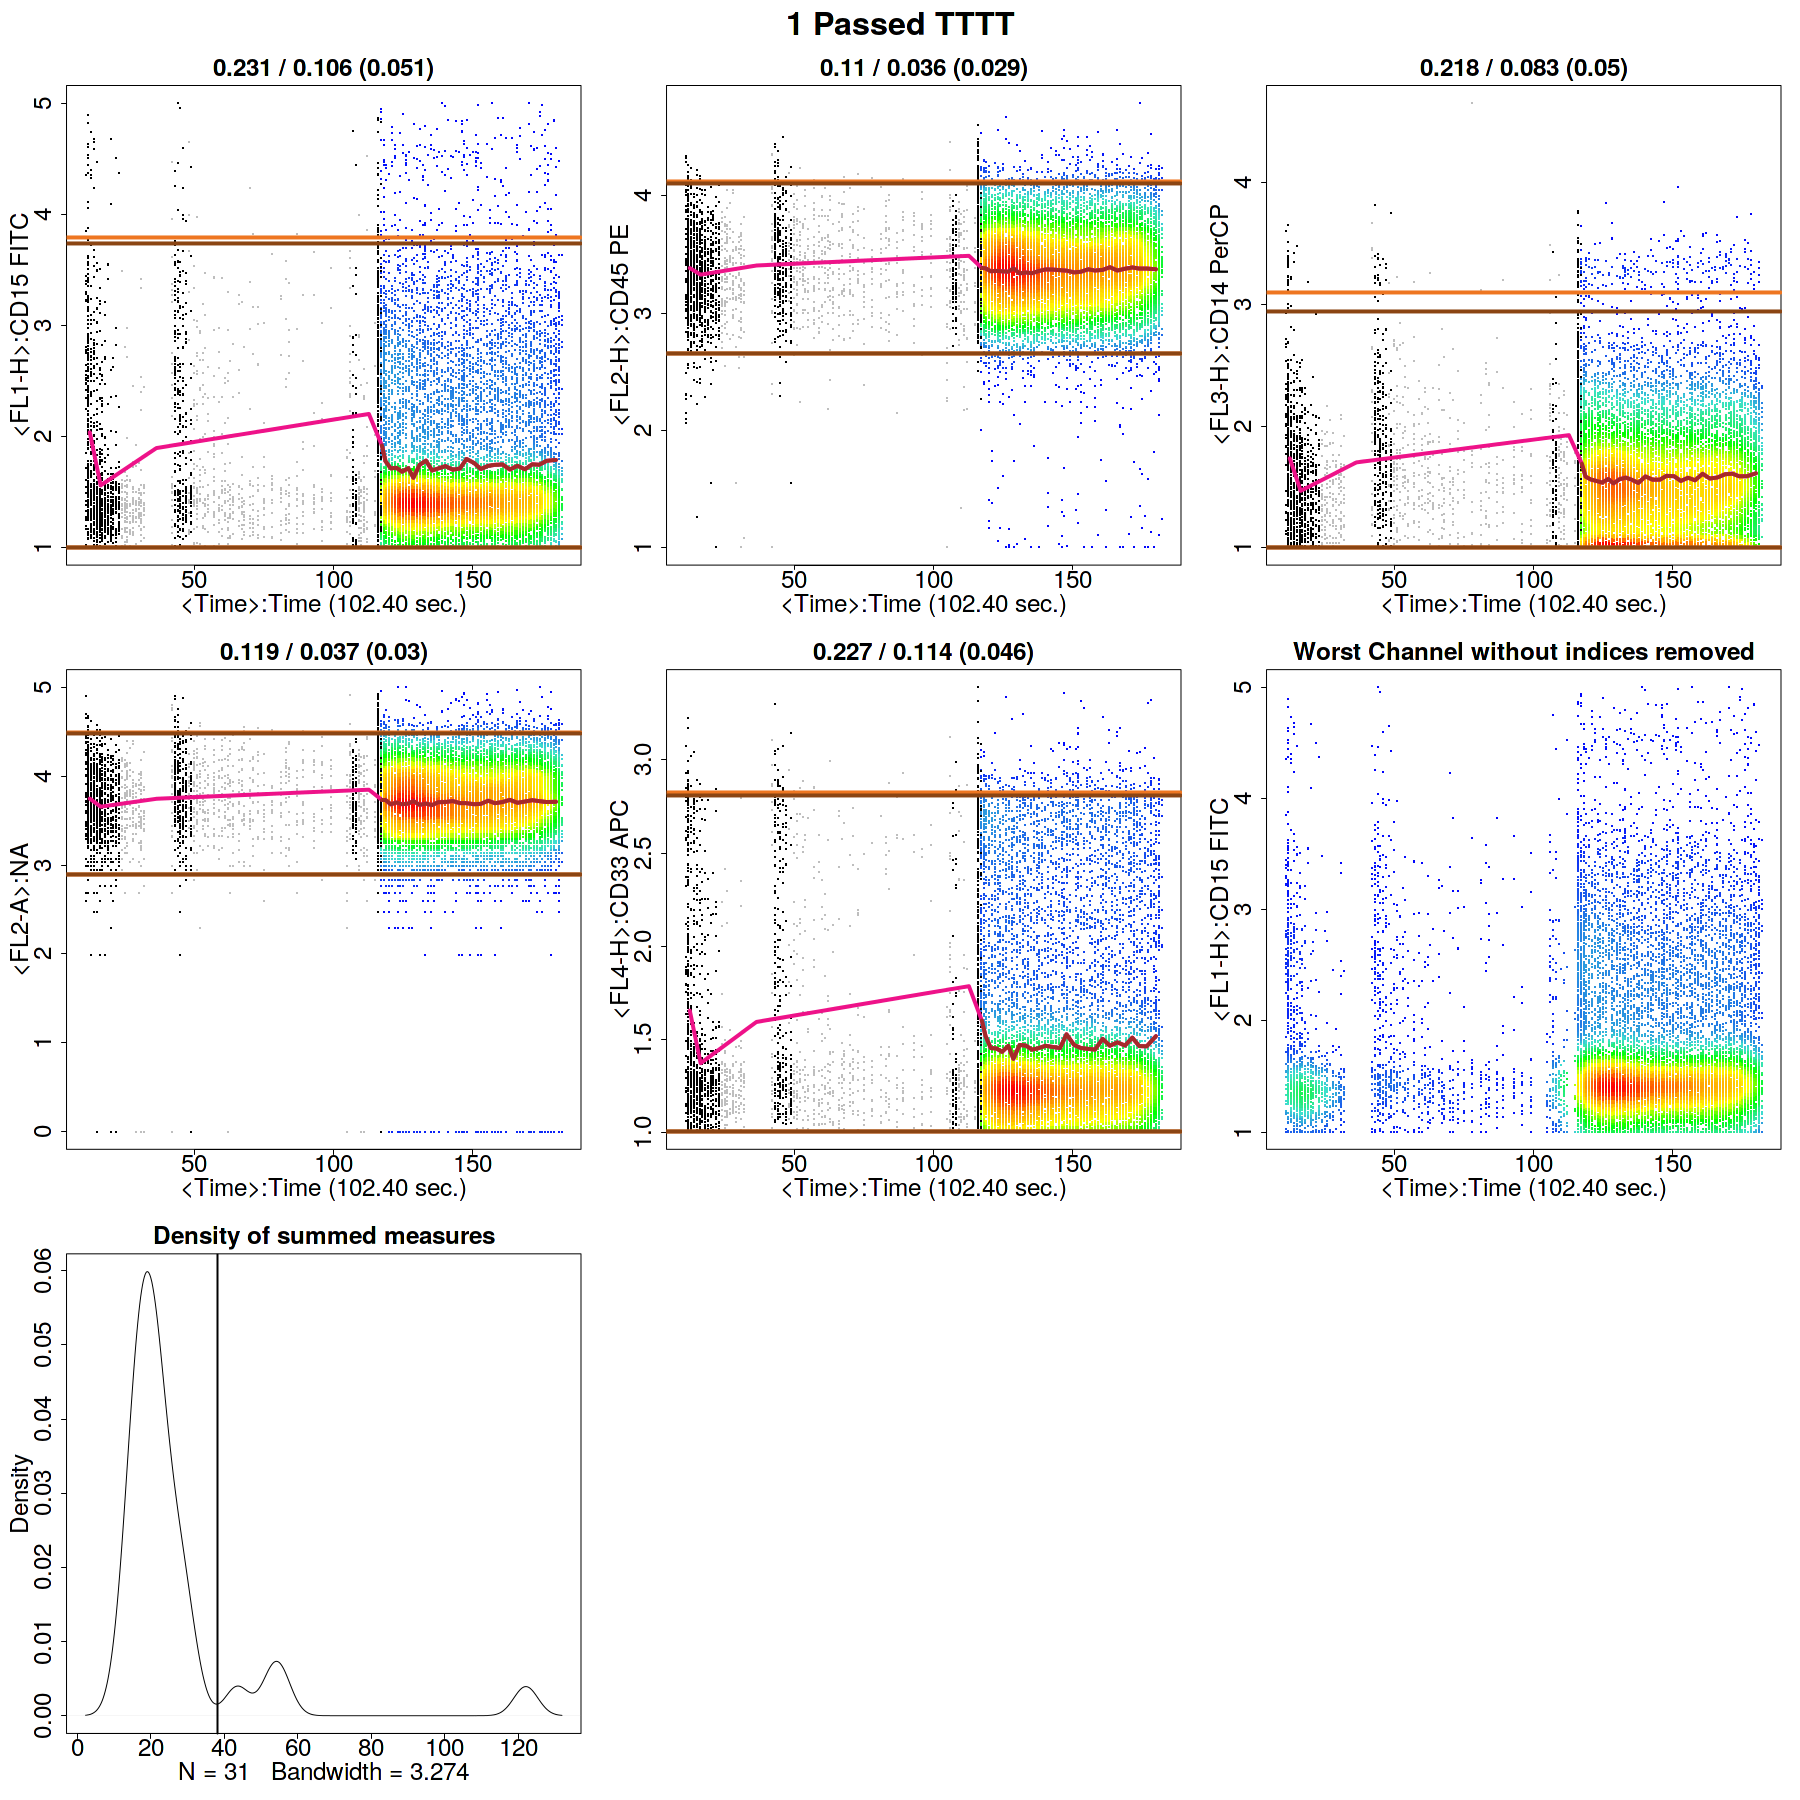 1 Passed TTTT
0.231 / 0.106 (0.051)
<FL1-H>:CD15 FITC
5
4
3
2
1
50 100 150
<Time>:Time (102.40 sec.)
0.11 / 0.036 (0.029)
<FL2-H>:CD45 PE
4
3
2
1
50 100 150
<Time>:Time (102.40 sec.)
0.218 / 0.083 (0.05)
<FL3-H>:CD14 PerCP
4
3
2
1
50 100 150
<Time>:Time (102.40 sec.)
0.119 / 0.037 (0.03)
<FL2-A>:NA
5
4
3
2
1
0
50 100 150
<Time>:Time (102.40 sec.)
0.227 / 0.114 (0.046)
<FL4-H>:CD33 APC
3.0
2.5
2.0
1.5
1.0
50 100 150
<Time>:Time (102.40 sec.)
Worst Channel without indices removed
<FL1-H>:CD15 FITC
5
4
3
2
1
50 100 150
<Time>:Time (102.40 sec.)
Density of summed measures
Density
0.06
0.05
0.04
0.03
0.02
0.01
0.00
0 20 40 60 80 100 120
N = 31 Bandwidth = 3.274